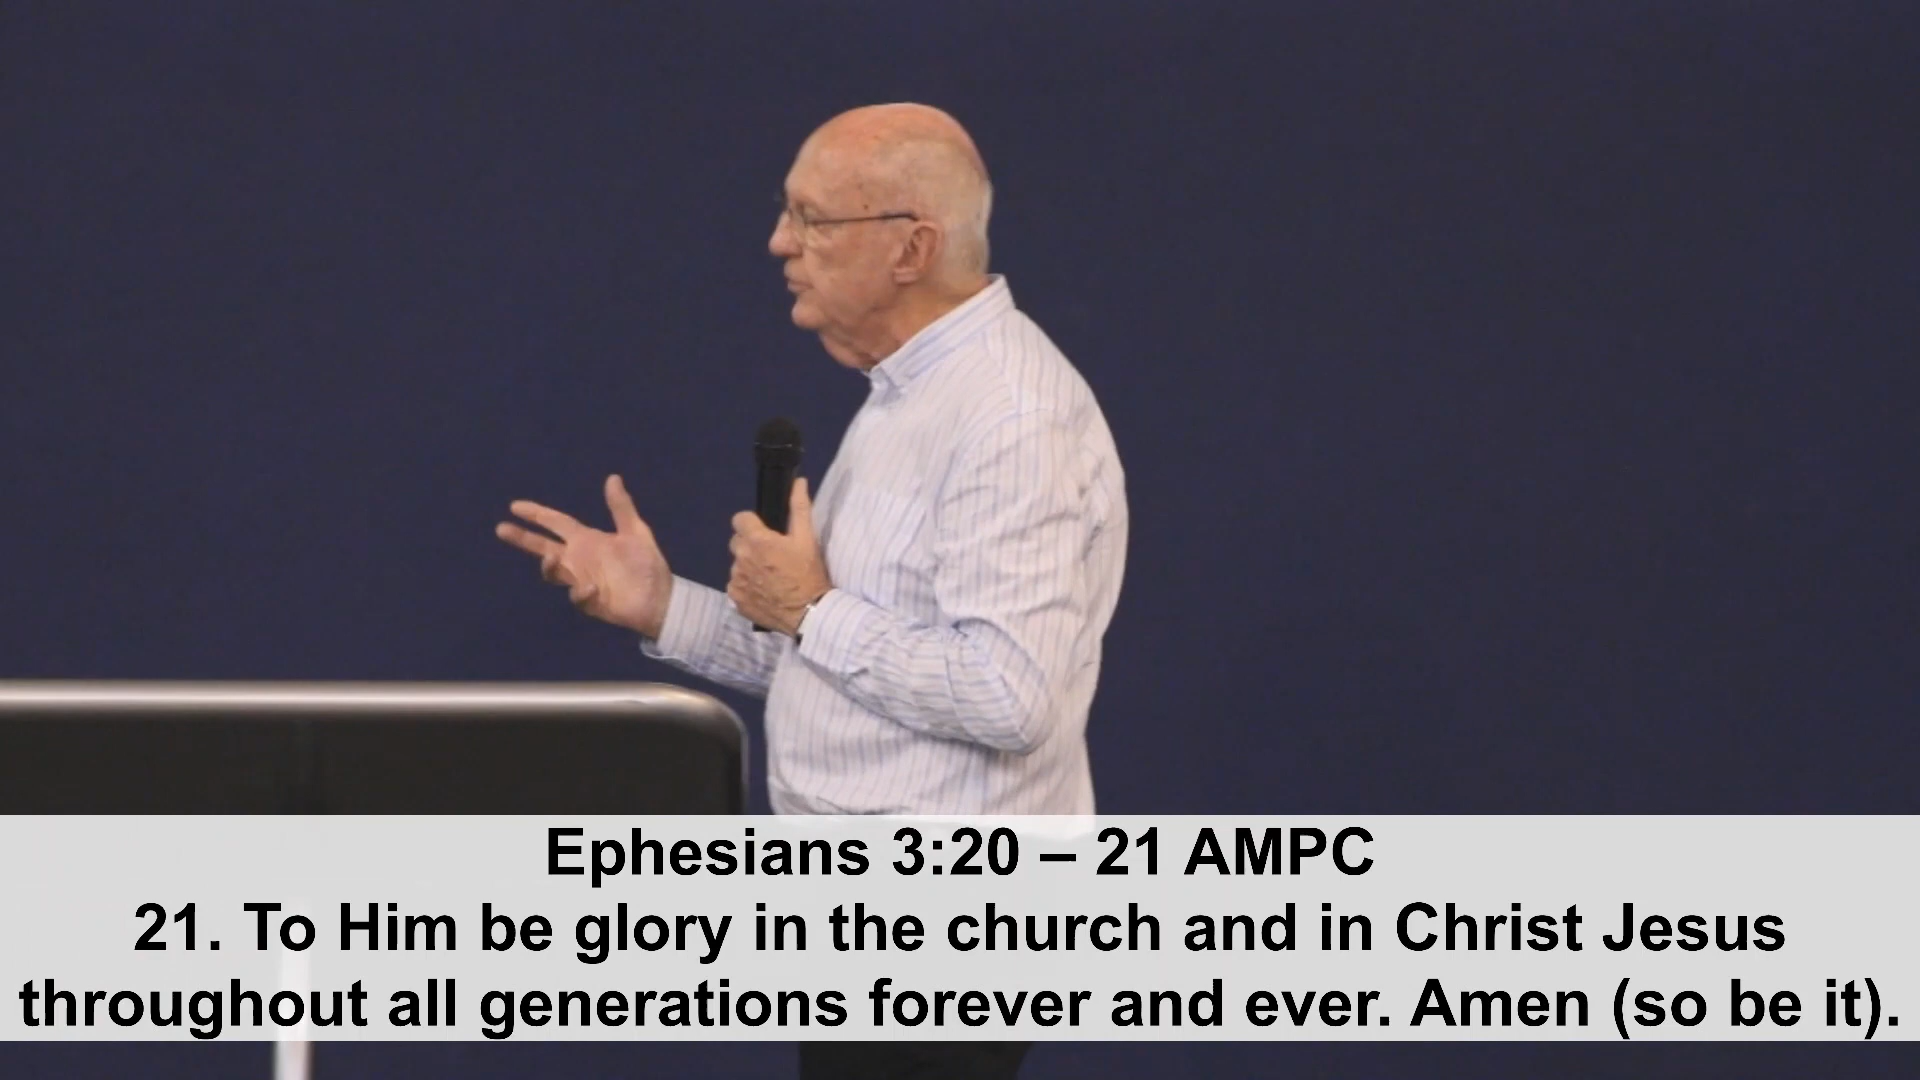 Ephesians 3:20 – 21 AMPC
21. To Him be glory in the church and in Christ Jesus
throughout all generations forever and ever. Amen (so be it).